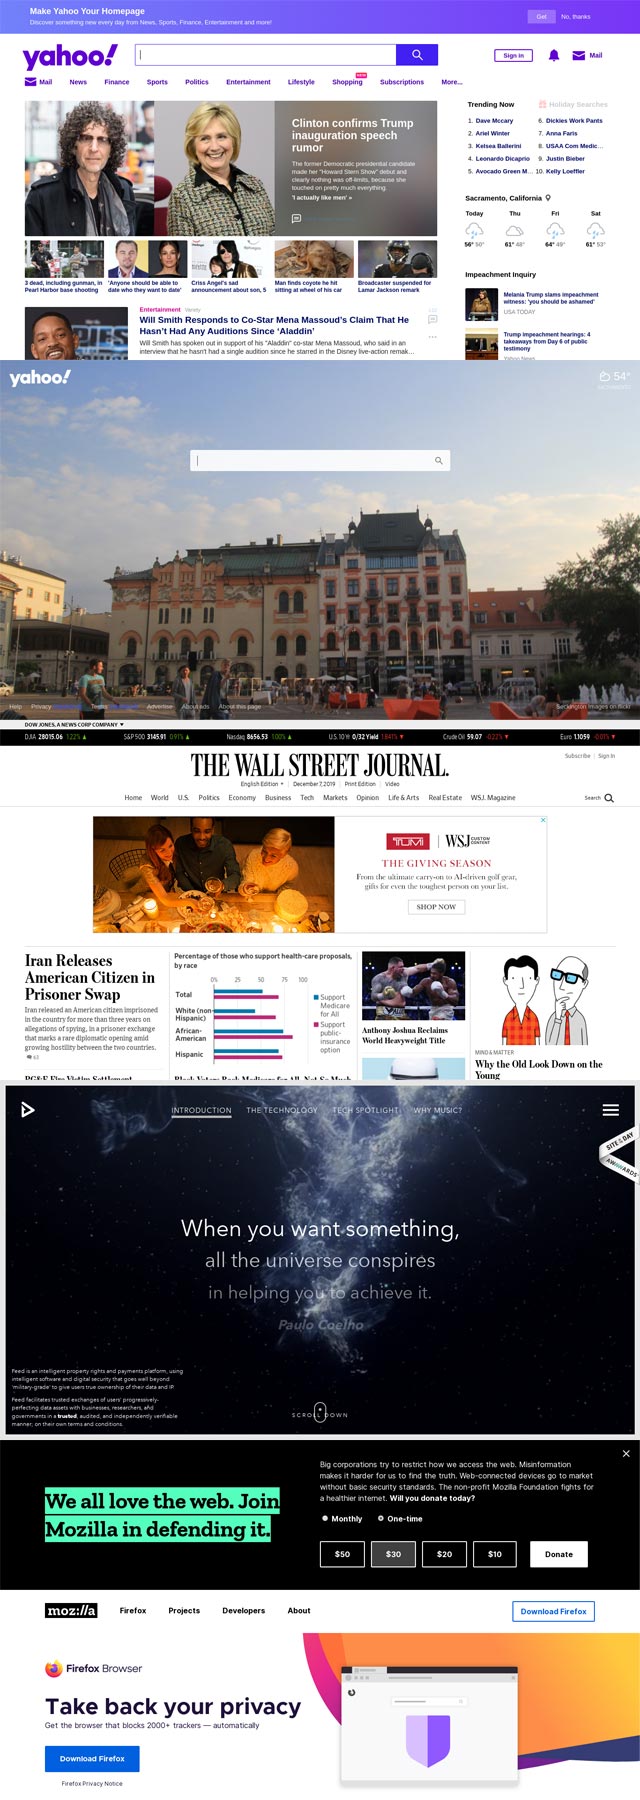 Make Yahoo Your Homepage
Discover something new every day from News, Sports, Finance, Entertainment and more!
Get
No, thanks
yahoo!
Sign in
Mail
Mail News Finance Sports Politics Entertainment Lifestyle Shopping Subscriptions More...
Clinton confirms Trump
inauguration speech
rumor
The former Democratic presidential candidate
made her "Howard Stern Show" debut and
clearly nothing was off-limits, because she
touched on pretty much everything.
'I actually like men' »
3 dead, including gunman, in
Pearl Harbor base shooting
'Anyone should be able to
date who they want to date'
Criss Angel's sad
announcement about son, 5
Man finds coyote he hit
sitting at wheel of his car
Broadcaster suspended for
Lamar Jackson remark
Entertainment Variety
Will Smith Responds to Co-Star Mena Massoud's Claim That He
Hasn't Had Any Auditions Since 'Aladdin'
Will Smith has spoken out in support of his "Aladdin" co-star Mena Massoud, who said in an
interview that he hasn't had a single audition since he starred in the Disney live-action remak...
Trending Now
Holiday Searches
1. Dave Mccary
2. Ariel Winter
3. Kelsea Ballerini
4. Leonardo Dicaprio
5. Avocado Green M...
6. Dickies Work Pants
7. Anna Faris
8. USAA Com Medic...
9. Justin Bieber
10. Kelly Loeffler
Sacramento, California
Today Thu Fri Sat
56° 50° 61° 48° 64° 49° 61° 53°
Impeachment Inquiry
Melania Trump slams impeachment
witness: 'you should be ashamed'
USA TODAY
Trump impeachment hearings: 4
takeaways from Day 6 of public
testimony
Yahoo News
yahoo!
54°
Help Privacy Terms Advertise About ads About this page
Beckington Images on flickr
DOW JONES, A NEWS CORP COMPANY
DJIA 28015.06 1.22% S&P 500 3145.91 0.91% Nasdaq 8656.53 1.00% U.S. 10 Yr 0/32 Yield 1.841% Crude Oil 59.07 -0.22% Euro 1.1059 -0.01%
Subscribe | Sign In
THE WALL STREET JOURNAL.
English Edition | December 7, 2019 | Print Edition | Video
Home World U.S. Politics Economy Business Tech Markets Opinion Life & Arts Real Estate WSJ. Magazine
Search
TUMI | WSJ CUSTOM CONTENT
THE GIVING SEASON
From the ultimate carry-on to AI-driven golf gear,
gifts for even the toughest person on your list.
SHOP NOW
Iran Releases
American Citizen in
Prisoner Swap
Iran released an American citizen imprisoned
in the country for more than three years on
allegations of spying, in a prisoner exchange
that marks a rare diplomatic opening amid
growing hostility between the two countries.
63
PG&E Fire Victim Settlement
Percentage of those who support health-care proposals,
by race
0% 25 50 75 100
Total
White (non-
Hispanic)
African-
American
Hispanic
Support
Medicare
for All
Support
public-
insurance
option
Black Voters Back Medicare for All, Not So Much
Anthony Joshua Reclaims
World Heavyweight Title
MIND & MATTER
Why the Old Look Down on the
Young
INTRODUCTION THE TECHNOLOGY TECH SPOTLIGHT WHY MUSIC?
SITE of the DAY
AWWWARDS
When you want something,
all the universe conspires
in helping you to achieve it.
Paulo Coelho
Feed is an intelligent property rights and payments platform, using
intelligent software and digital security that goes well beyond
'military-grade' to give users true ownership of their data and IP.
Feed facilitates trusted exchanges of users' progressively-
perfecting data assets with businesses, researchers, and
governments in a trusted, audited, and independently verifiable
manner; on their own terms and conditions.
SCROLL DOWN
We all love the web. Join
Mozilla in defending it.
Big corporations try to restrict how we access the web. Misinformation
makes it harder for us to find the truth. Web-connected devices go to market
without basic security standards. The non-profit Mozilla Foundation fights for
a healthier internet. Will you donate today?
Monthly One-time
$50 $30 $20 $10 Donate
moz://a Firefox Projects Developers About
Download Firefox
Firefox Browser
Take back your privacy
Get the browser that blocks 2000+ trackers — automatically
Download Firefox
Firefox Privacy Notice